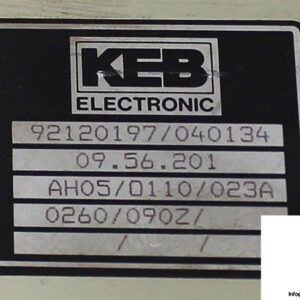 KEB
ELECTRONIC
92120197/040134
09.56.201
AH05/0110/023A
0260/090Z/
/ /